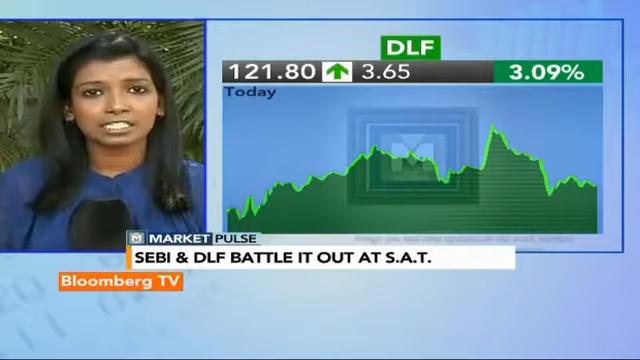 DLF
121.80 3.65 3.09%
Today
M MARKET PULSE
SEBI & DLF BATTLE IT OUT AT S.A.T.
Bloomberg TV